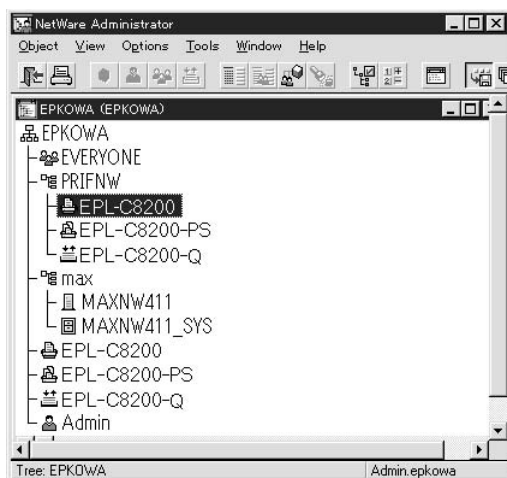 NetWare Administrator
Object View Options Tools Window Help
EPKOWA (EPKOWA)
EPKOWA
EVERYONE
PRIFNW
EPL-C8200
EPL-C8200-PS
EPL-C8200-Q
max
MAXNW411
MAXNW411_SYS
EPL-C8200
EPL-C8200-PS
EPL-C8200-Q
Admin
Tree: EPKOWA Admin.epkowa